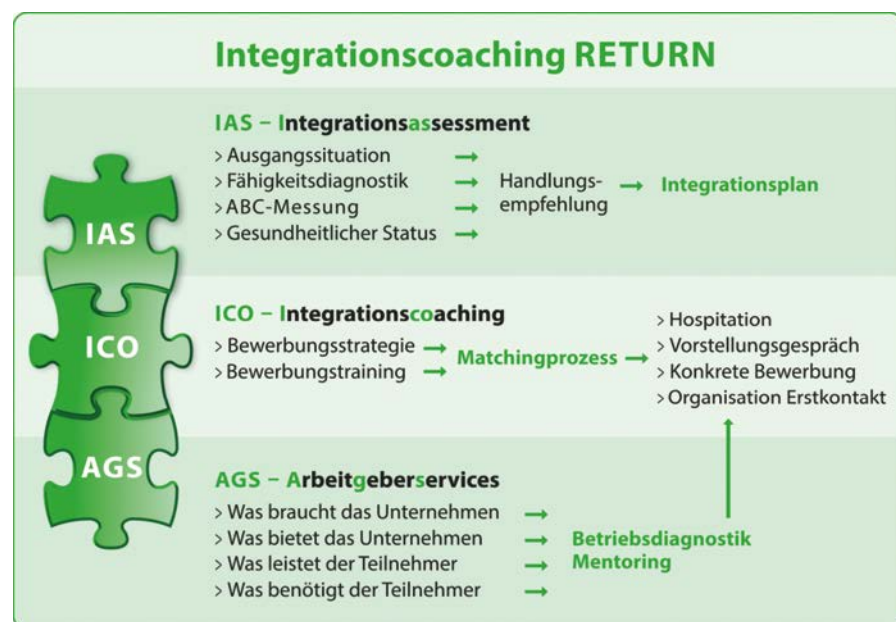 Integrationscoaching RETURN
IAS – Integrationsassessment
> Ausgangssituation
> Fähigkeitsdiagnostik
> ABC-Messung
> Gesundheitlicher Status
Handlungs-
empfehlung
Integrationsplan
IAS
ICO – Integrationscoaching
> Bewerbungsstrategie
> Bewerbungstraining
Matchingprozess
> Hospitation
> Vorstellungsgespräch
> Konkrete Bewerbung
> Organisation Erstkontakt
ICO
AGS – Arbeitgeberservices
> Was braucht das Unternehmen
> Was bietet das Unternehmen
> Was leistet der Teilnehmer
> Was benötigt der Teilnehmer
Betriebsdiagnostik
Mentoring
AGS